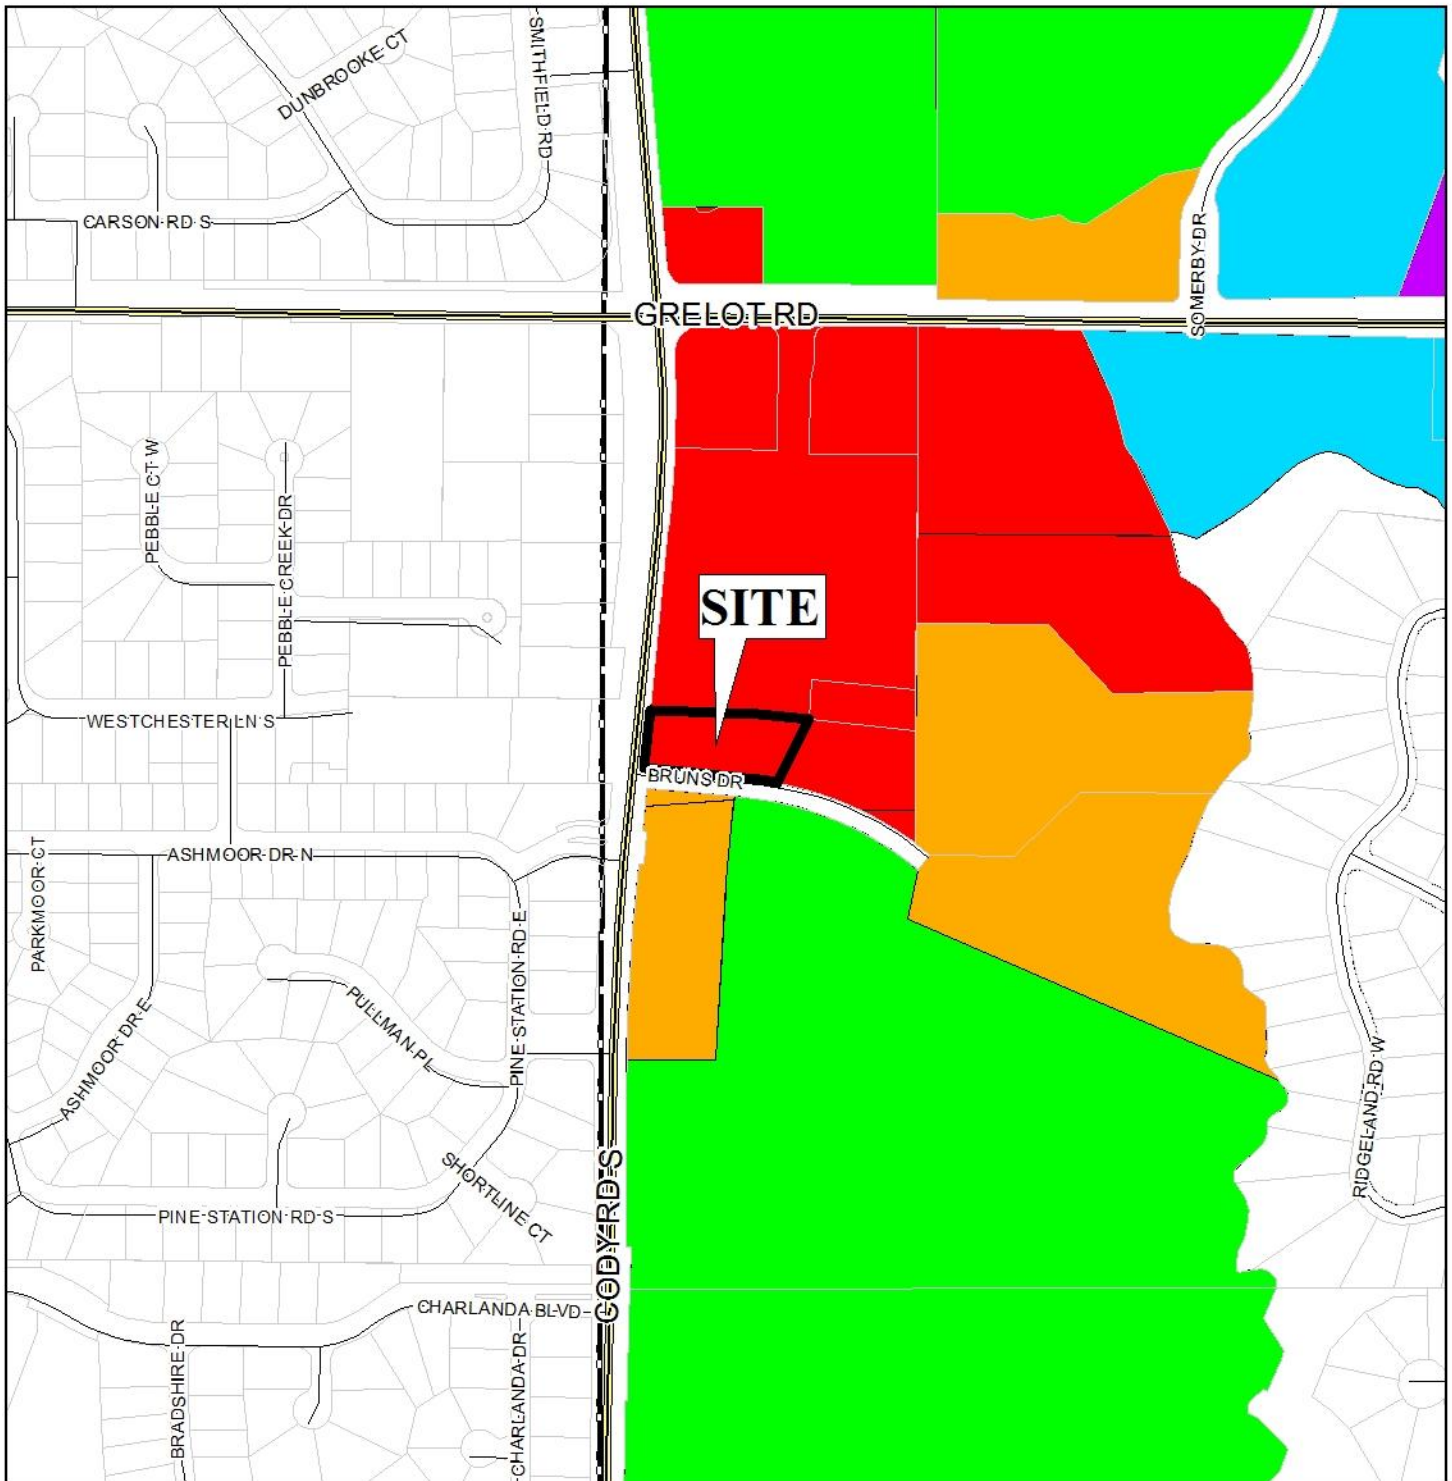 DUNBROOKE CT
SMITHFIELD RD
CARSON RD S
SOMERBY DR
GRELOT RD
PEBBLE CT W
PEBBLE CREEK DR
SITE
WESTCHESTER LN S
BRUNS DR
PARKMOOR CT
ASHMOOR DR N
PINE STATION RD E
ASHMOOR DR E
PULLMAN PL
RIDGELAND RD W
SHORTLINE CT
PINE STATION RD S
CODY RD S
CHARLANDA BLVD
BRADSHIRE DR
CHARLANDA DR